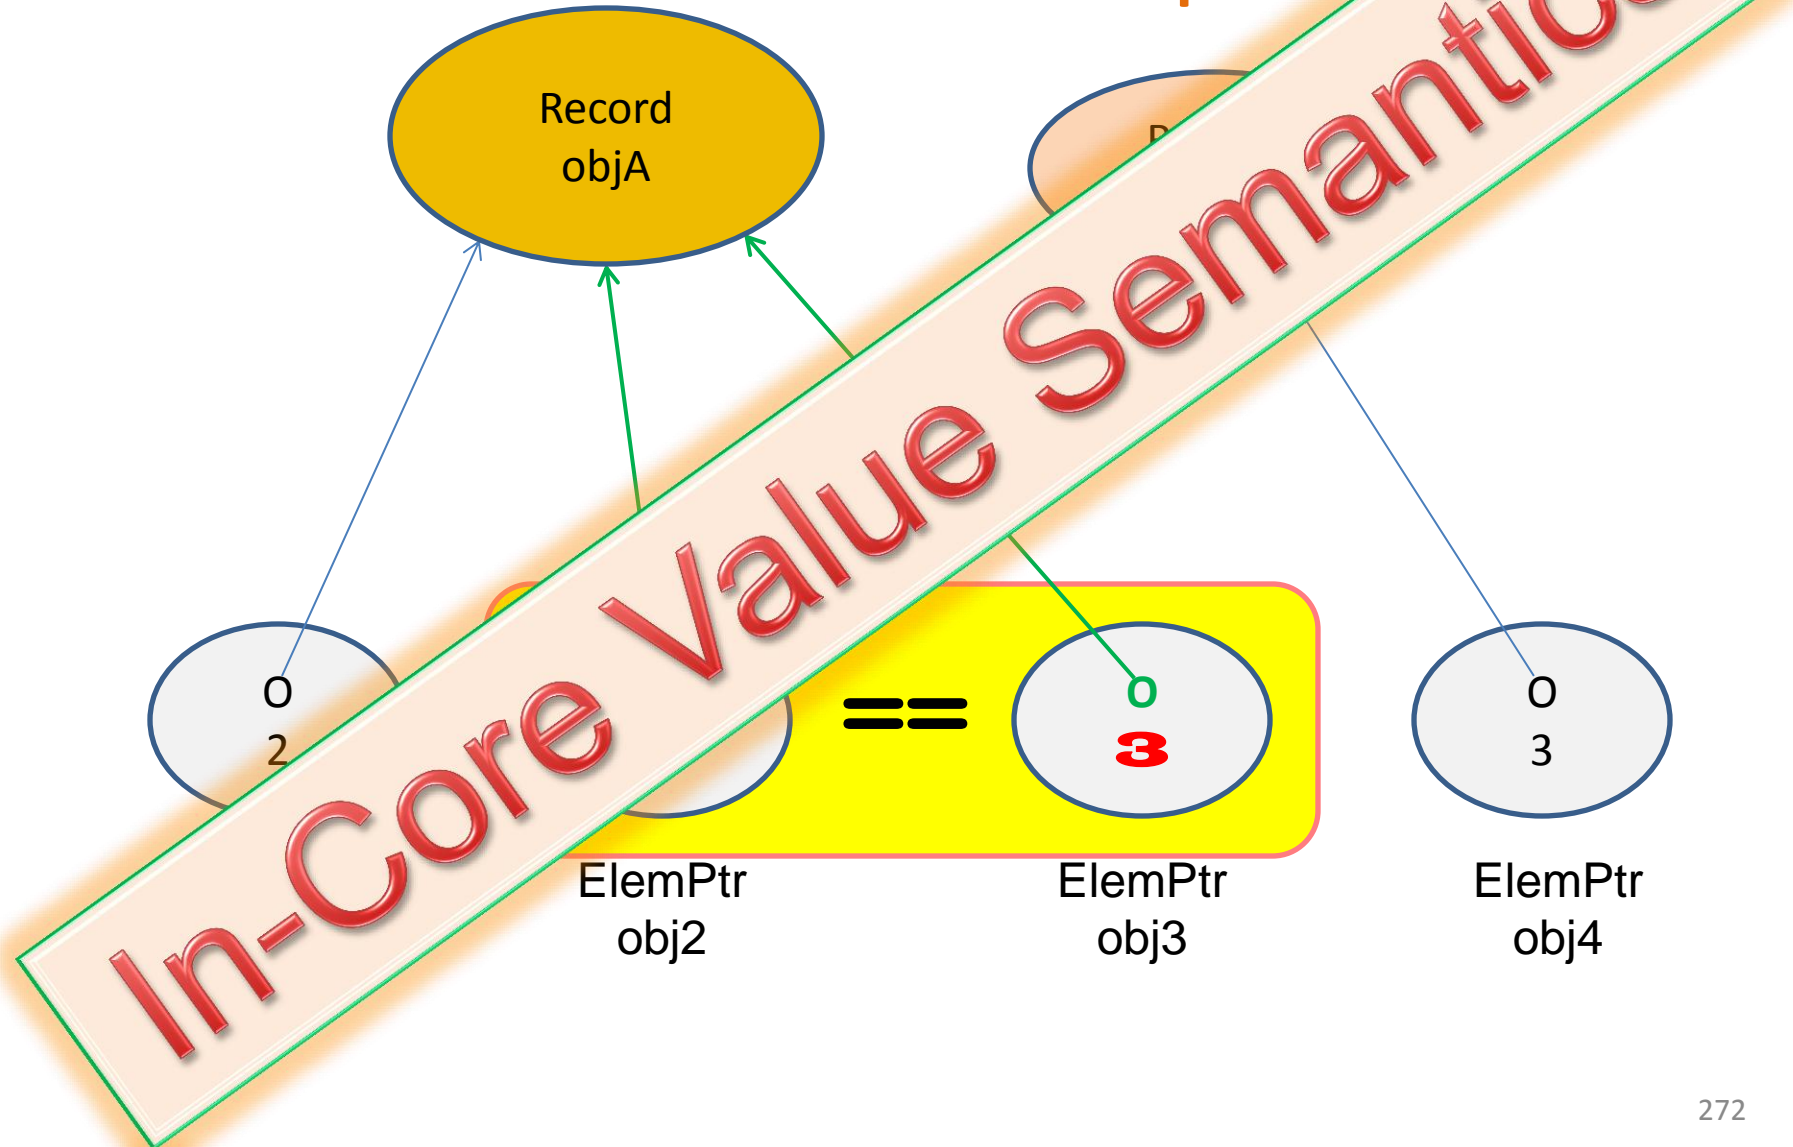 Record
objA
In-Core Value Semantics
O
2
==
O
3
O
3
ElemPtr
obj2
ElemPtr
obj3
ElemPtr
obj4
272